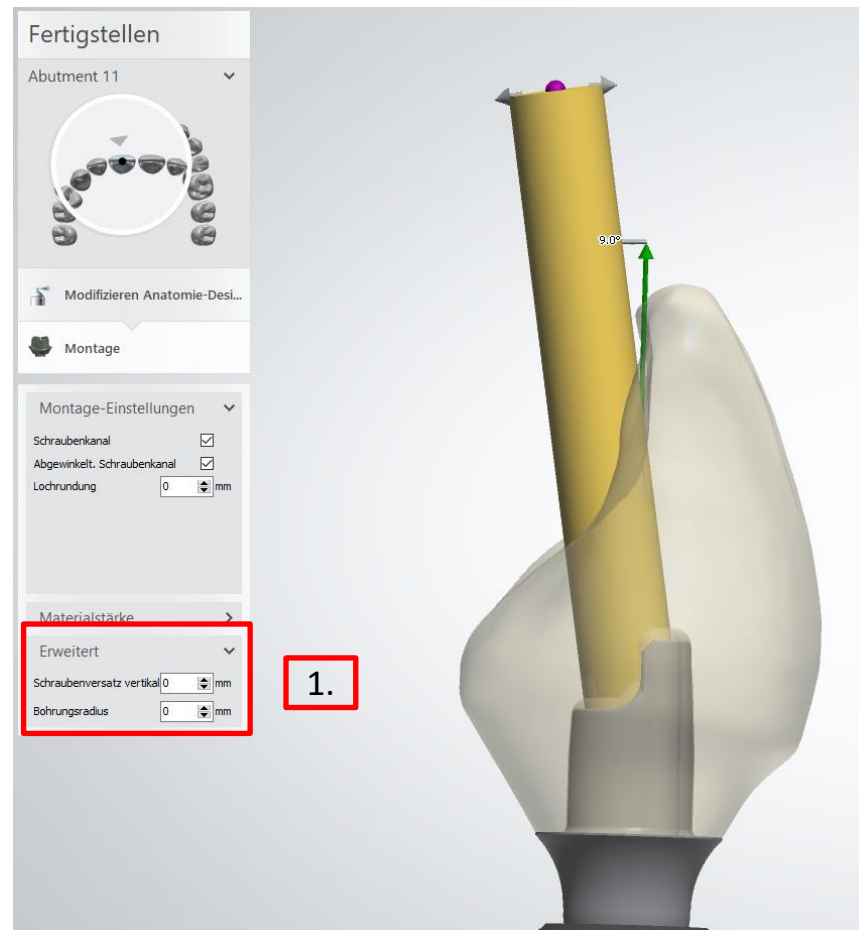 Fertigstellen
Abutment 11
Modifizieren Anatomie-Desi...
Montage
Montage-Einstellungen
Schraubenkanal
Abgewinkelt. Schraubenkanal
Lochrundung 0 mm
Materialstärke
Erweitert
Schraubenversatz vertikal 0 mm
Bohrungsradius 0 mm
1.
9.0°